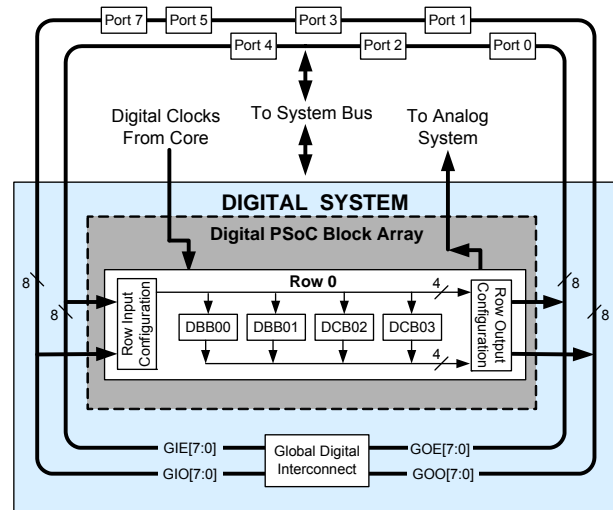 Port 7
Port 5
Port 3
Port 1
Port 4
Port 2
Port 0
Digital Clocks
From Core
To System Bus
To Analog
System
DIGITAL SYSTEM
Digital PSoC Block Array
Row 0
Row Input
Configuration
4
DBB00
DBB01
DCB02
DCB03
4
Row Output
Configuration
8
8
8
8
GIE[7:0]
GIO[7:0]
Global Digital
Interconnect
GOE[7:0]
GOO[7:0]